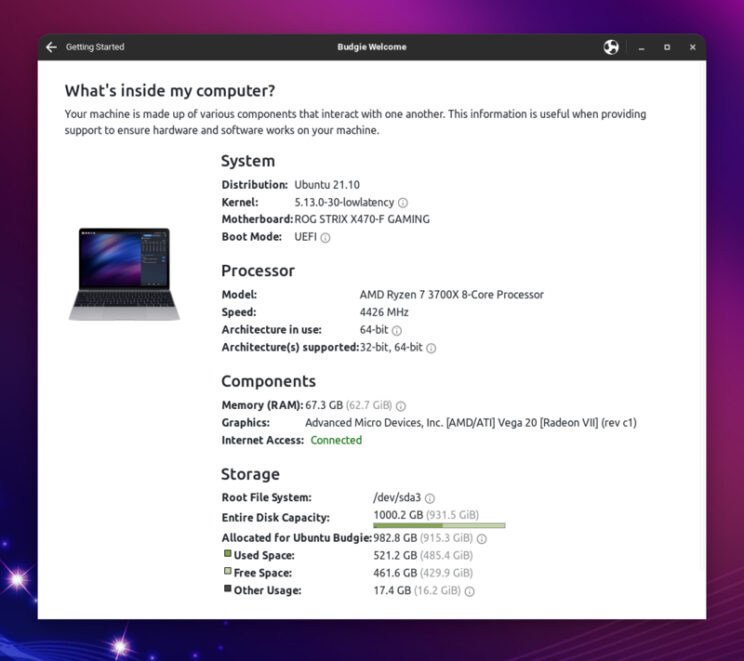 Getting Started
Budgie Welcome
What's inside my computer?
Your machine is made up of various components that interact with one another. This information is useful when providing
support to ensure hardware and software works on your machine.
System
Distribution: Ubuntu 21.10
Kernel: 5.13.0-30-lowlatency
Motherboard: ROG STRIX X470-F GAMING
Boot Mode: UEFI
Processor
Model: AMD Ryzen 7 3700X 8-Core Processor
Speed: 4426 MHz
Architecture in use: 64-bit
Architecture(s) supported: 32-bit, 64-bit
Components
Memory (RAM): 67.3 GB (62.7 GiB)
Graphics: Advanced Micro Devices, Inc. [AMD/ATI] Vega 20 [Radeon VII] (rev c1)
Internet Access: Connected
Storage
Root File System: /dev/sda3
Entire Disk Capacity: 1000.2 GB (931.5 GiB)
Allocated for Ubuntu Budgie: 982.8 GB (915.3 GiB)
Used Space: 521.2 GB (485.4 GiB)
Free Space: 461.6 GB (429.9 GiB)
Other Usage: 17.4 GB (16.2 GiB)